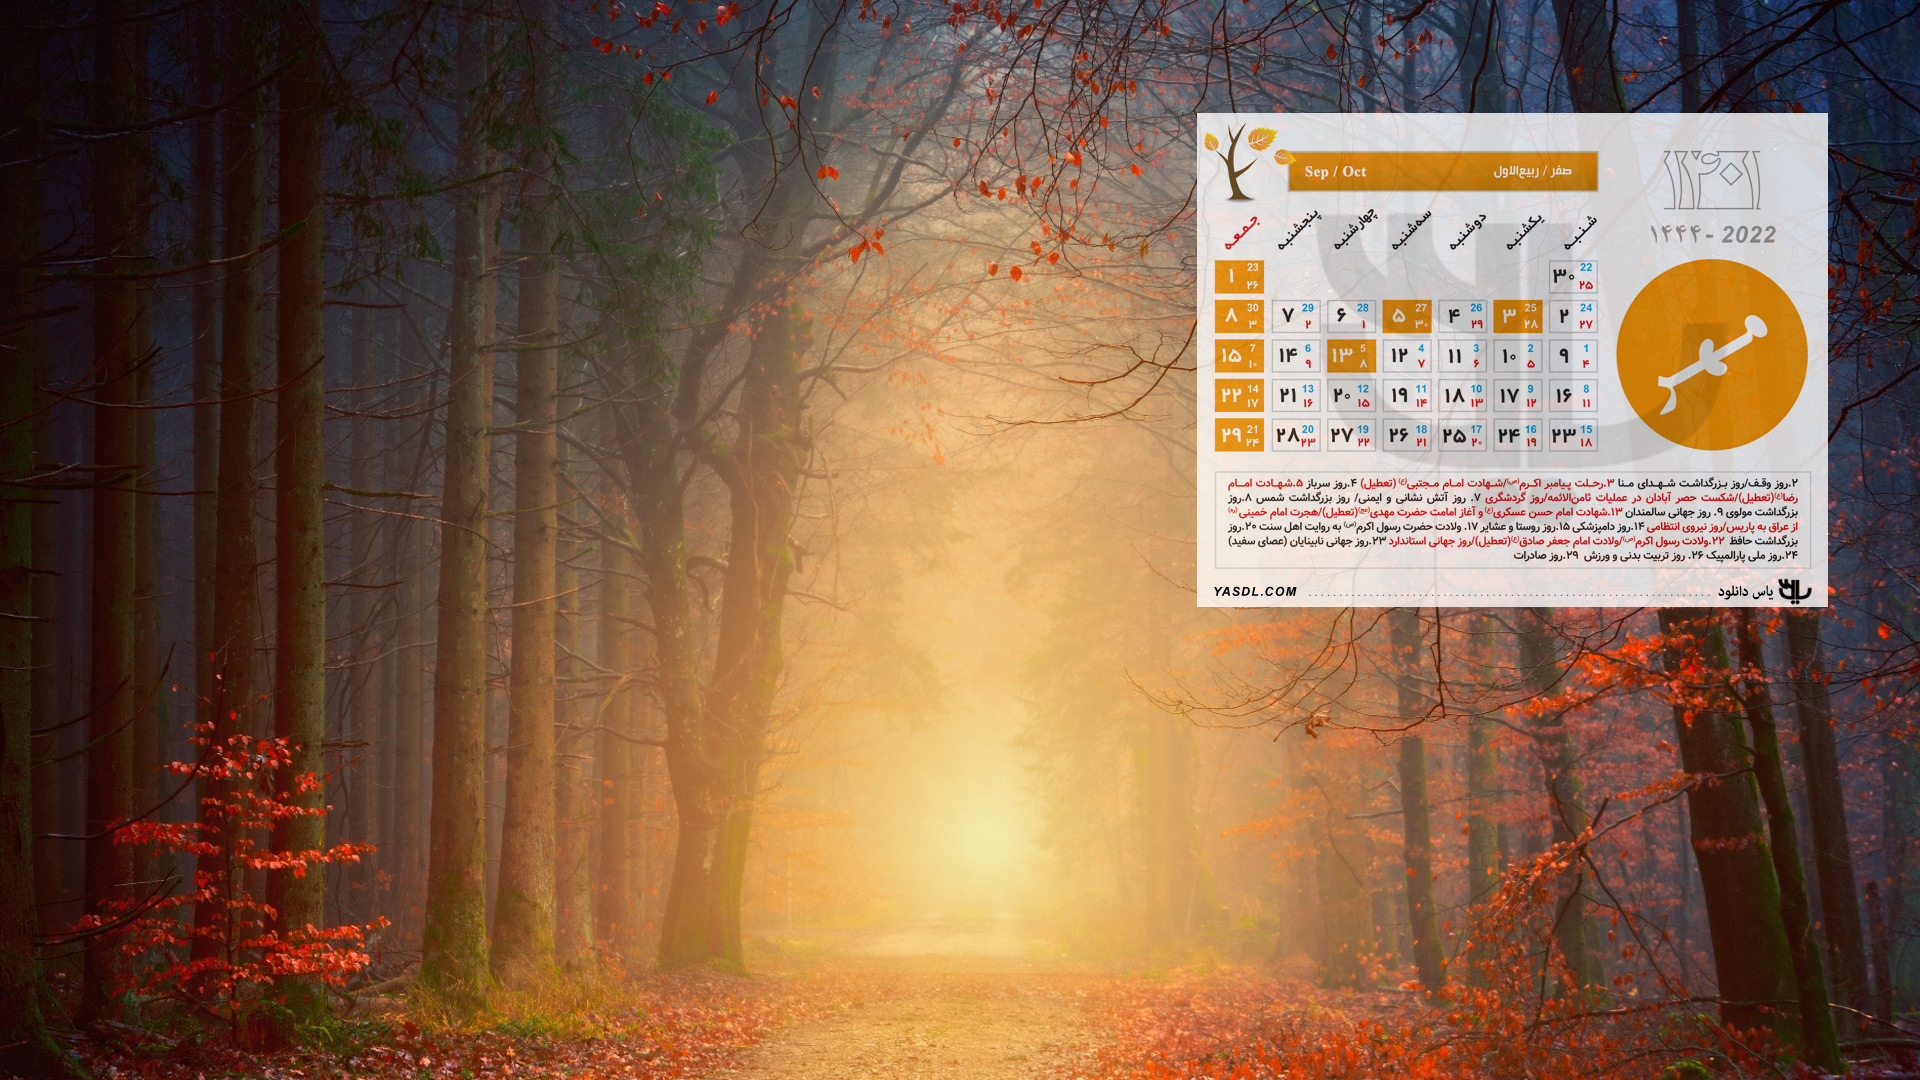 Sep / Oct
صفر / ربیع‌الاول
۱۴۰۱
۱۴۴۴ - 2022
مهر
شنبه یکشنبه دوشنبه سه‌شنبه چهارشنبه پنجشنبه جمعه
۳۰ 22 ۲۵ ۱ 23 ۲۶
۲ 24 ۲۷ ۳ 25 ۲۸ ۴ 26 ۲۹ ۵ 27 ۳۰ ۶ 28 ۱ ۷ 29 ۲ ۸ 30 ۳
۹ 1 ۴ ۱۰ 2 ۵ ۱۱ 3 ۶ ۱۲ 4 ۷ ۱۳ 5 ۸ ۱۴ 6 ۹ ۱۵ 7 ۱۰
۱۶ 8 ۱۱ ۱۷ 9 ۱۲ ۱۸ 10 ۱۳ ۱۹ 11 ۱۴ ۲۰ 12 ۱۵ ۲۱ 13 ۱۶ ۲۲ 14 ۱۷
۲۳ 15 ۱۸ ۲۴ 16 ۱۹ ۲۵ 17 ۲۰ ۲۶ 18 ۲۱ ۲۷ 19 ۲۲ ۲۸ 20 ۲۳ ۲۹ 21 ۲۴
۲.روز وقف/روز بزرگداشت شهدای منا ۳.رحلت پیامبر اکرم(ص)/شهادت امام مجتبی(ع) (تعطیل) ۴.روز سرباز ۵.شهادت امام
رضا(ع)(تعطیل)/شکست حصر آبادان در عملیات ثامن‌الائمه/روز گردشگری ۷. روز آتش نشانی و ایمنی/ روز بزرگداشت شمس ۸.روز
بزرگداشت مولوی ۹. روز جهانی سالمندان ۱۳.شهادت امام حسن عسکری(ع) و آغاز امامت حضرت مهدی(عج)(تعطیل)/هجرت امام خمینی (ره)
از عراق به پاریس/روز نیروی انتظامی ۱۴.روز دامپزشکی ۱۵.روز روستا و عشایر ۱۷. ولادت حضرت رسول اکرم(ص) به روایت اهل سنت ۲۰.روز
بزرگداشت حافظ ۲۲.ولادت رسول اکرم(ص)/ولادت امام جعفر صادق(ع)(تعطیل)/روز جهانی استاندارد ۲۳.روز جهانی نابینایان (عصای سفید)
۲۴.روز ملی پارالمپیک ۲۶. روز تربیت بدنی و ورزش ۲۹.روز صادرات
یاس دانلود YASDL.COM